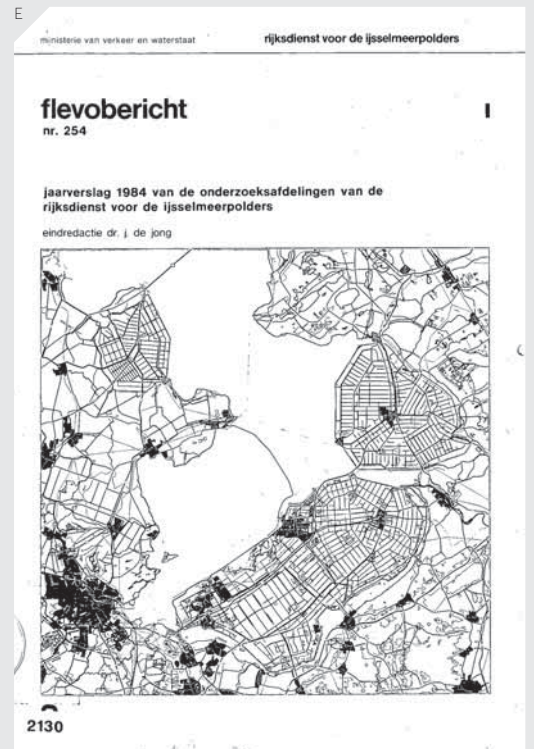 E
ministerie van verkeer en waterstaat
rijksdienst voor de ijsselmeerpolders
flevobericht
I
nr. 254
jaarverslag 1984 van de onderzoeksafdelingen van de
rijksdienst voor de ijsselmeerpolders
eindredactie dr. j. de jong
2130